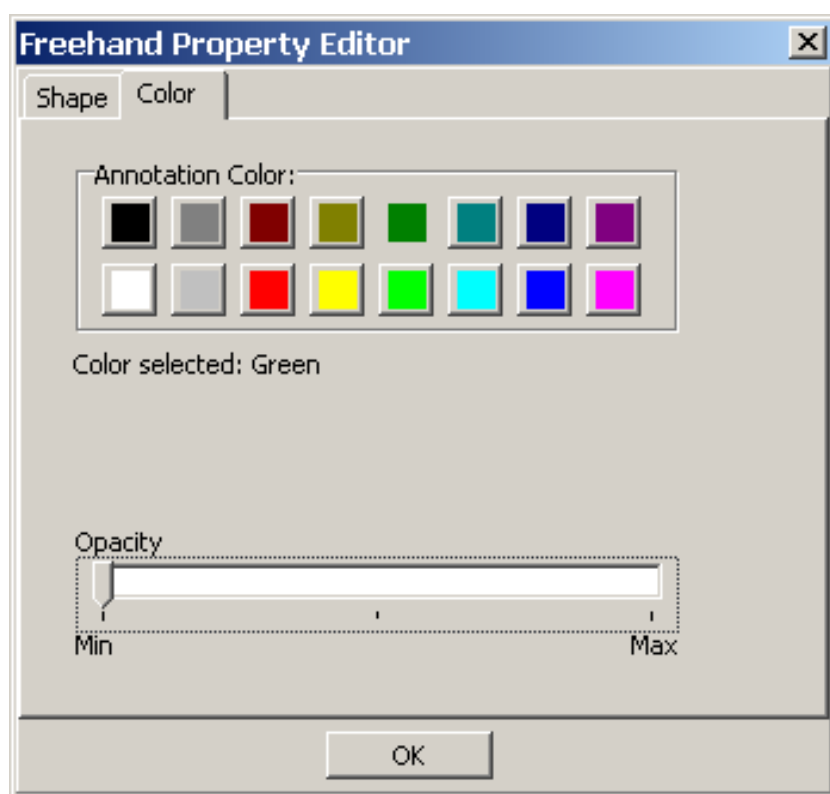 Freehand Property Editor
Shape Color
Annotation Color:
Color selected: Green
Opacity
Min Max
OK